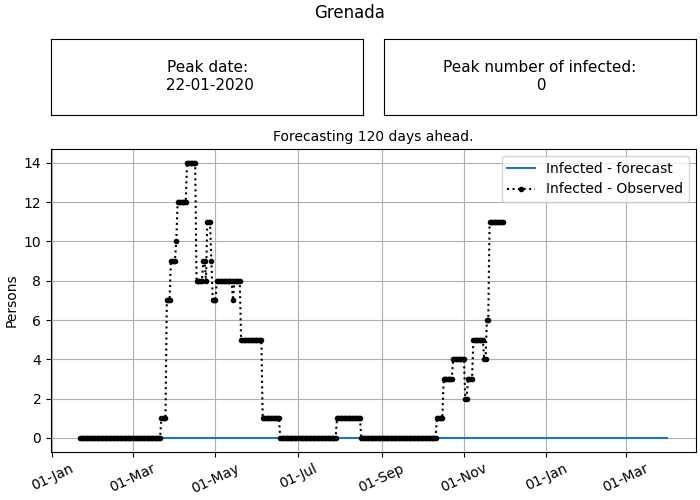 Grenada
Peak date:
22-01-2020
Peak number of infected:
0
Forecasting 120 days ahead.
Infected - forecast
Infected - Observed
Persons
14
12
10
8
6
4
2
0
01-Jan
01-Mar
01-May
01-Jul
01-Sep
01-Nov
01-Jan
01-Mar